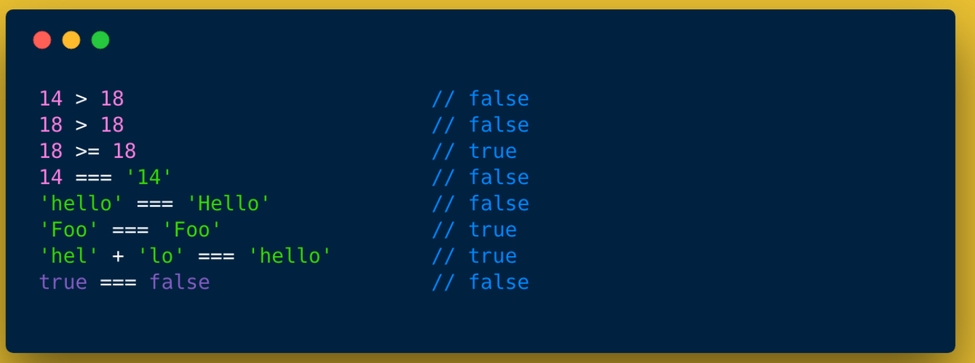 14 > 18 // false
18 > 18 // false
18 >= 18 // true
14 === '14' // false
'hello' === 'Hello' // false
'Foo' === 'Foo' // true
'hel' + 'lo' === 'hello' // true
true === false // false